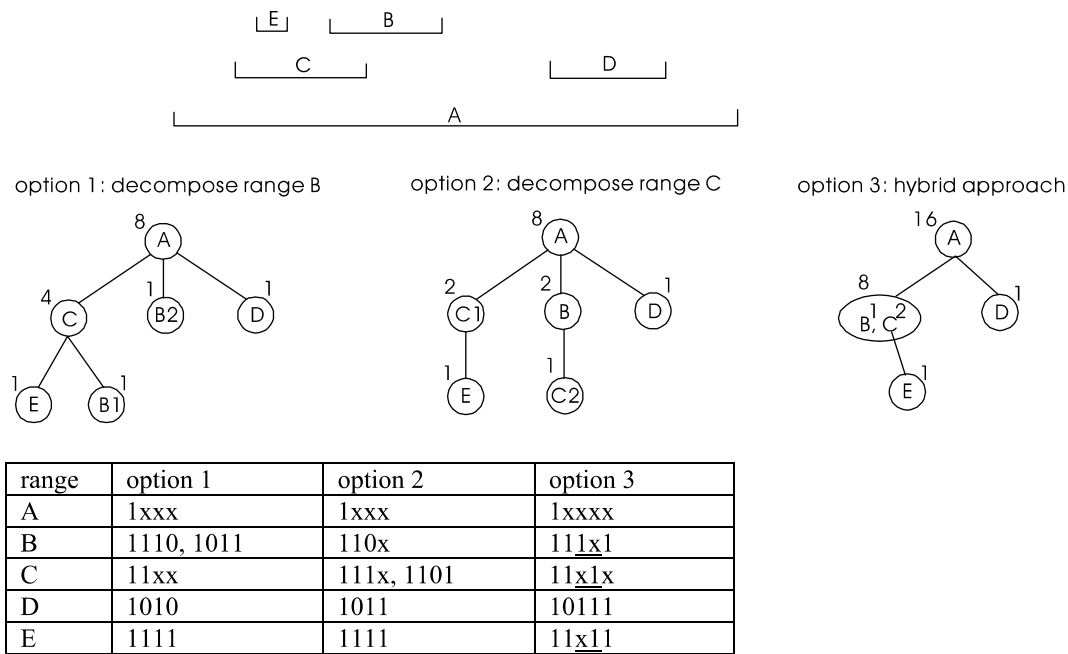 E B
C D
A
option 1: decompose range B option 2: decompose range C option 3: hybrid approach
8 A 8 A 16 A
4 C 1 B2 1 D 2 C1 2 B 1 D 8 B,1 C2 1 D
1 E 1 B1 1 E 1 C2 1 E
range option 1 option 2 option 3
A 1xxx 1xxx 1xxxx
B 1110, 1011 110x 111x1
C 11xx 111x, 1101 11x1x
D 1010 1011 10111
E 1111 1111 11x11